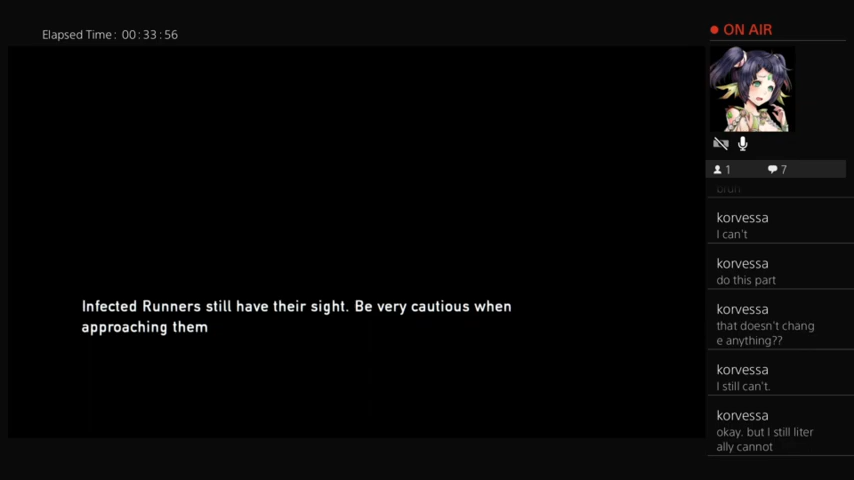 Elapsed Time: 00:33:56
ON AIR
1
7
bruh
korvessa
I can't
korvessa
do this part
korvessa
that doesn't chang
e anything??
korvessa
I still can't.
korvessa
okay. but I still liter
ally cannot
Infected Runners still have their sight. Be very cautious when
approaching them